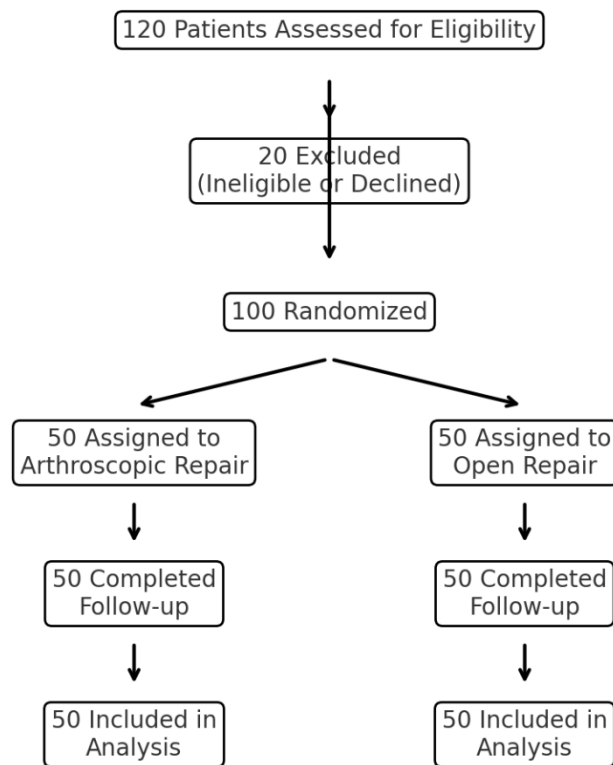 120 Patients Assessed for Eligibility
20 Excluded
(Ineligible or Declined)
100 Randomized
50 Assigned to
Arthroscopic Repair
50 Assigned to
Open Repair
50 Completed
Follow-up
50 Completed
Follow-up
50 Included in
Analysis
50 Included in
Analysis